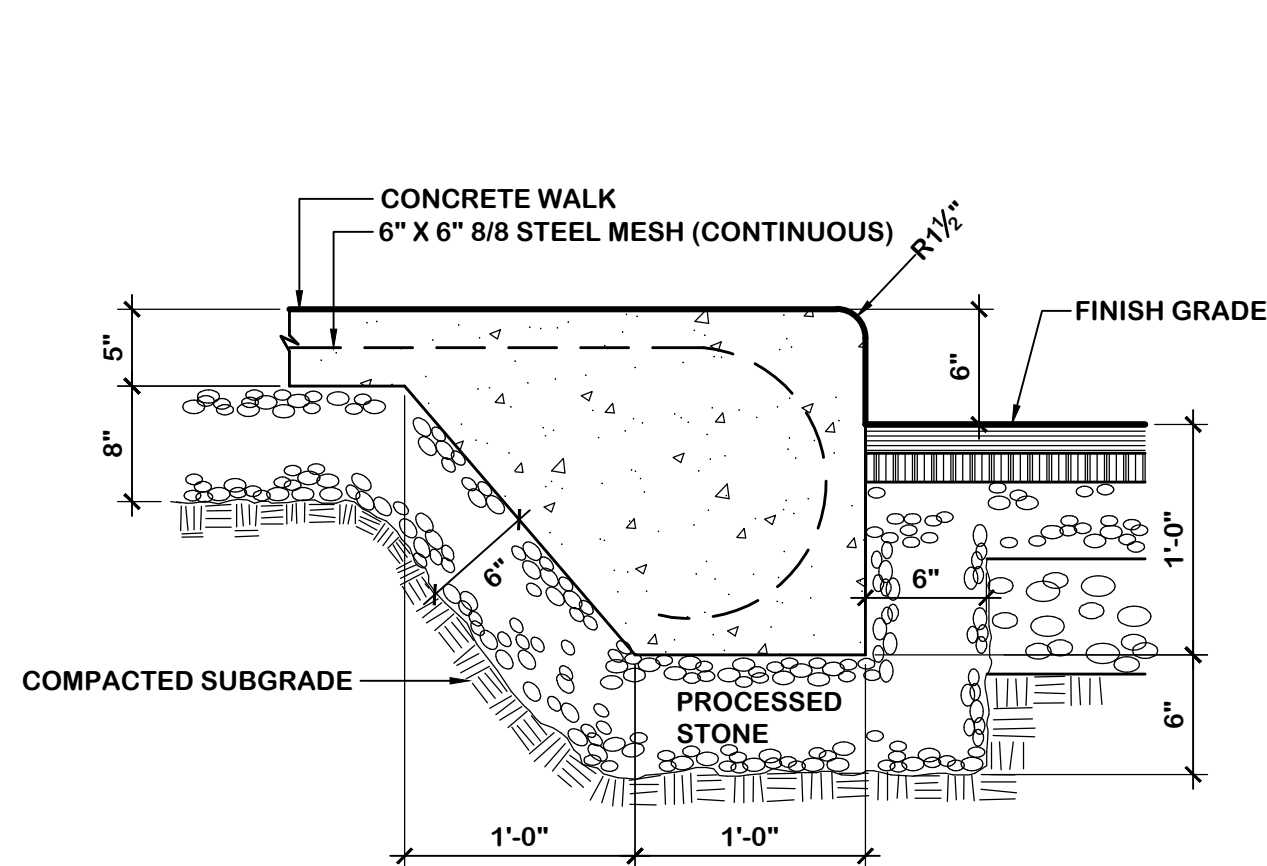 CONCRETE WALK
6" X 6" 8/8 STEEL MESH (CONTINUOUS)
R1½"
FINISH GRADE
5"
6"
8"
1'-0"
6"
6"
COMPACTED SUBGRADE
PROCESSED
STONE
6"
1'-0"
1'-0"